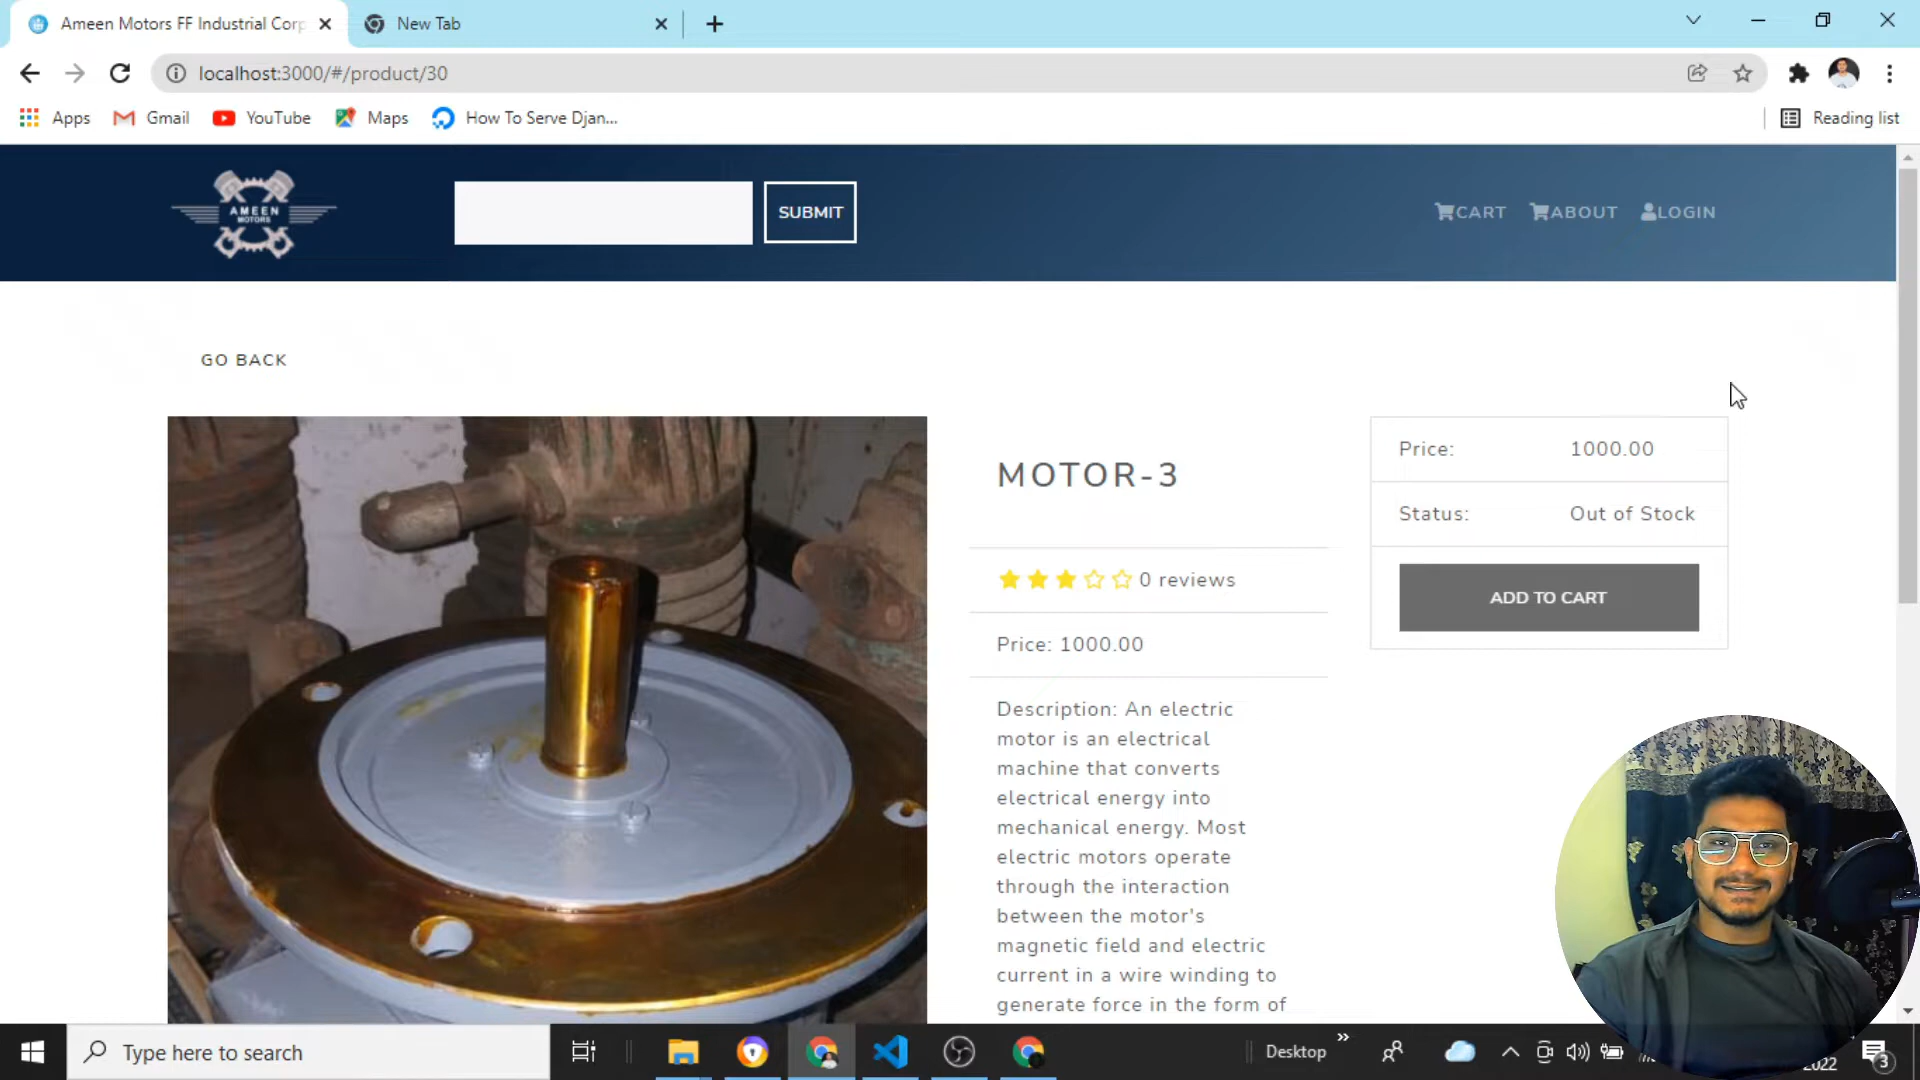 Ameen Motors FF Industrial Corp
New Tab
localhost:3000/#/product/30
Apps
Gmail
YouTube
Maps
How To Serve Djan...
Reading list
AMEEN
MOTORS
SUBMIT
CART
ABOUT
LOGIN
GO BACK
MOTOR-3
0 reviews
Price: 1000.00
Description: An electric
motor is an electrical
machine that converts
electrical energy into
mechanical energy. Most
electric motors operate
through the interaction
between the motor's
magnetic field and electric
current in a wire winding to
generate force in the form of
Price: 1000.00
Status: Out of Stock
ADD TO CART
Type here to search
Desktop
2022
3